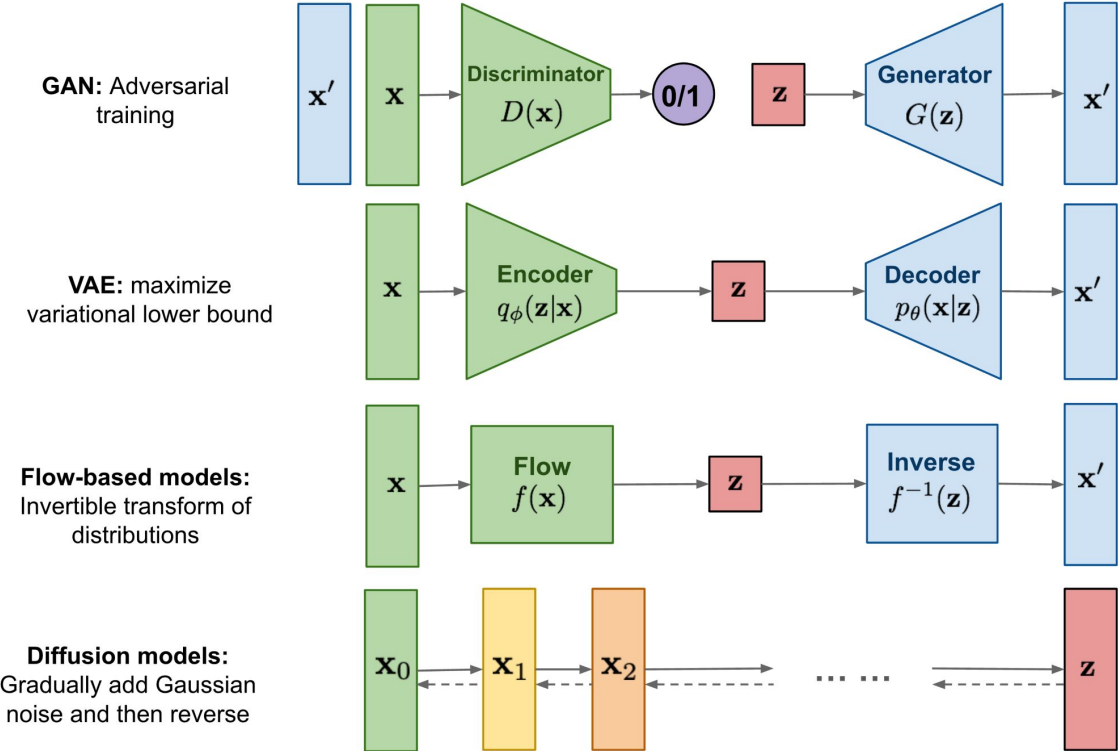 GAN: Adversarial
training
x′
x
Discriminator
D(x)
0/1
z
Generator
G(z)
x′
VAE: maximize
variational lower bound
x
Encoder
qϕ(z|x)
z
Decoder
pθ(x|z)
x′
Flow-based models:
Invertible transform of
distributions
x
Flow
f(x)
z
Inverse
f⁻¹(z)
x′
Diffusion models:
Gradually add Gaussian
noise and then reverse
x₀
x₁
x₂
... ...
z